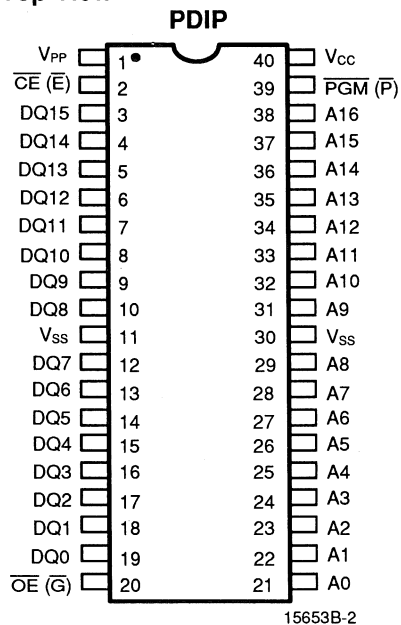 PDIP
VPP 1 40 VCC
CE (E) 2 39 PGM (P)
DQ15 3 38 A16
DQ14 4 37 A15
DQ13 5 36 A14
DQ12 6 35 A13
DQ11 7 34 A12
DQ10 8 33 A11
DQ9 9 32 A10
DQ8 10 31 A9
VSS 11 30 VSS
DQ7 12 29 A8
DQ6 13 28 A7
DQ5 14 27 A6
DQ4 15 26 A5
DQ3 16 25 A4
DQ2 17 24 A3
DQ1 18 23 A2
DQ0 19 22 A1
OE (G) 20 21 A0
15653B-2